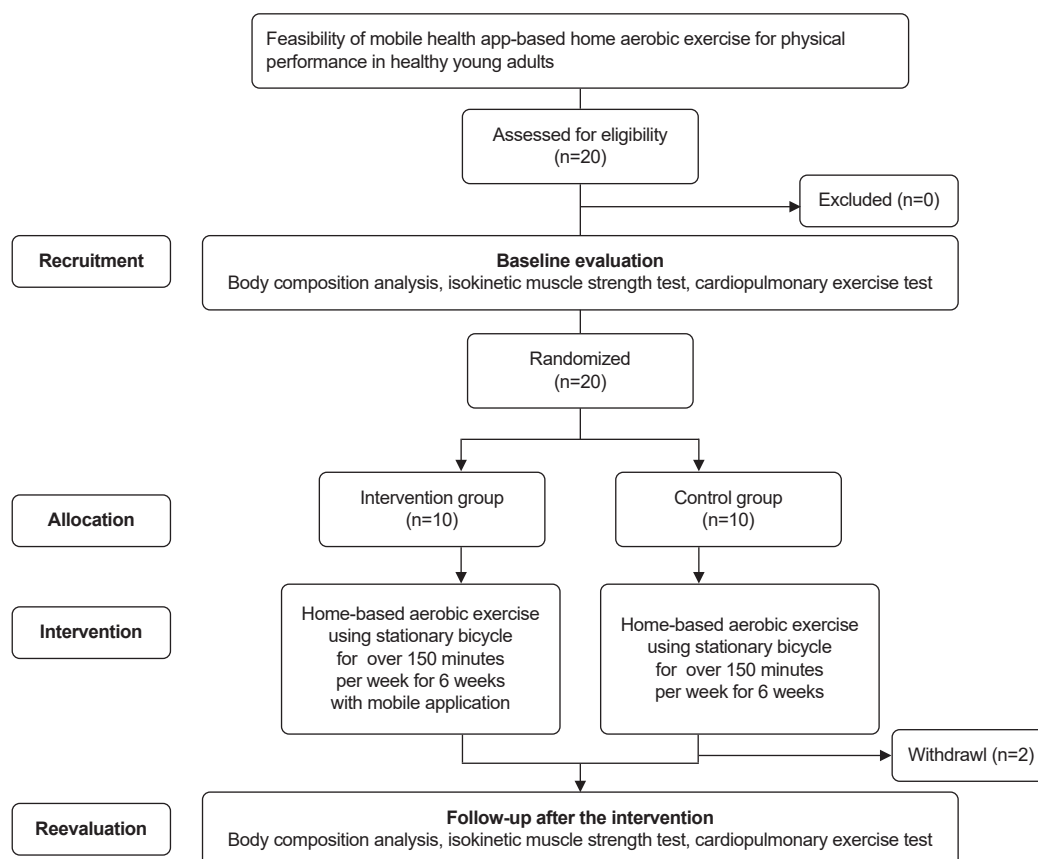 Feasibility of mobile health app-based home aerobic exercise for physical
performance in healthy young adults
Assessed for eligibility
(n=20)
Excluded (n=0)
Recruitment
Baseline evaluation
Body composition analysis, isokinetic muscle strength test, cardiopulmonary exercise test
Randomized
(n=20)
Allocation
Intervention group
(n=10)
Control group
(n=10)
Intervention
Home-based aerobic exercise
using stationary bicycle
for over 150 minutes
per week for 6 weeks
with mobile application
Home-based aerobic exercise
using stationary bicycle
for over 150 minutes
per week for 6 weeks
Withdrawl (n=2)
Reevaluation
Follow-up after the intervention
Body composition analysis, isokinetic muscle strength test, cardiopulmonary exercise test